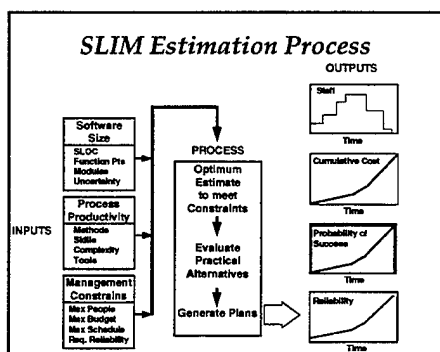 SLIM Estimation Process
INPUTS
Software
Size
SLOC
Function Pts
Modules
Uncertainty
Process
Productivity
Methods
Skills
Complexity
Tools
Management
Constrains
Max People
Max Budget
Max Schedule
Req. Reliability
PROCESS
Optimum
Estimate
to meet
Constraints
Evaluate
Practical
Alternatives
Generate Plans
OUTPUTS
Staff
Time
Cumulative Cost
Time
Probability of
Success
Time
Reliability
Time